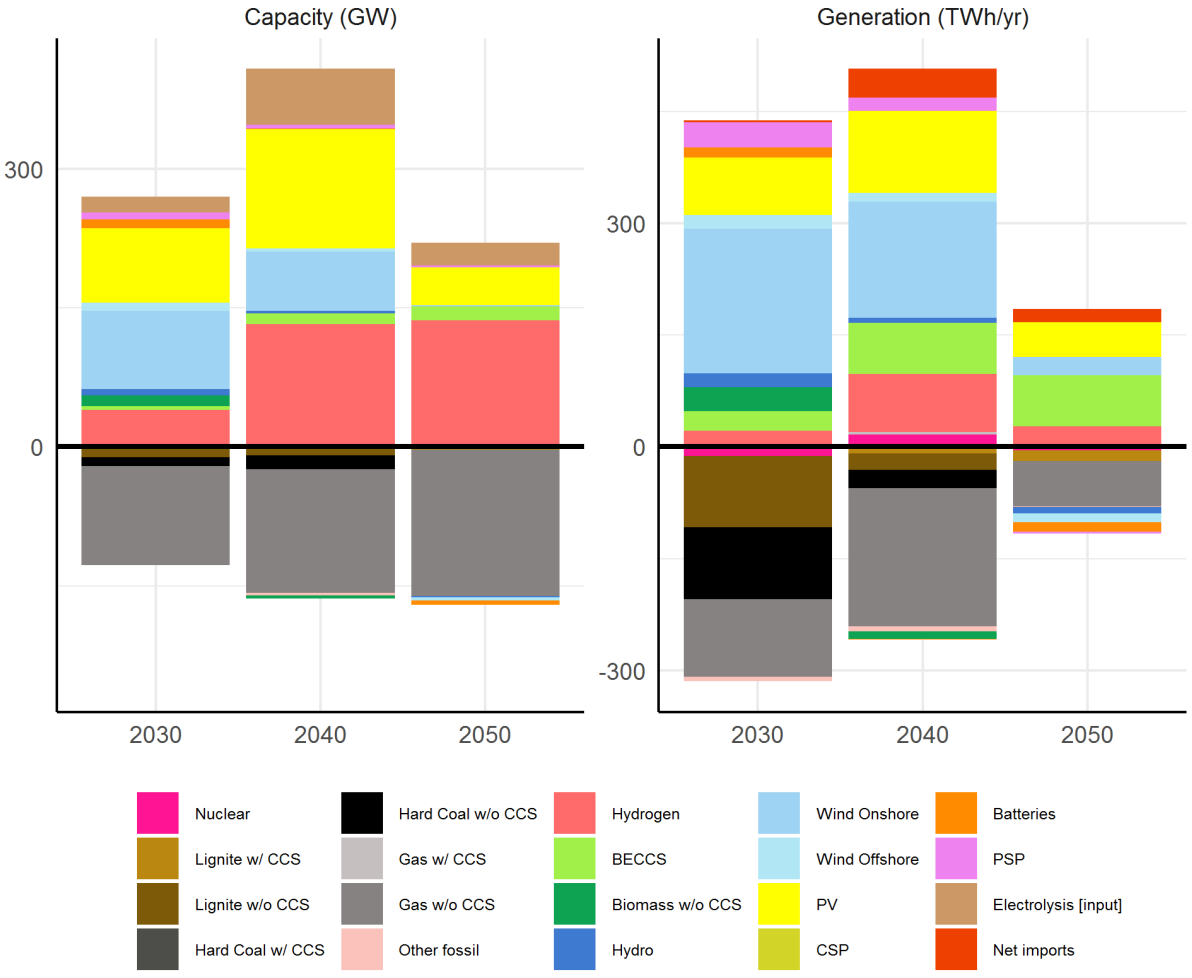 Capacity (GW)
Generation (TWh/yr)
300
0
2030 2040 2050
300
0
-300
2030 2040 2050
Nuclear
Lignite w/ CCS
Lignite w/o CCS
Hard Coal w/ CCS
Hard Coal w/o CCS
Gas w/ CCS
Gas w/o CCS
Other fossil
Hydrogen
BECCS
Biomass w/o CCS
Hydro
Wind Onshore
Wind Offshore
PV
CSP
Batteries
PSP
Electrolysis [input]
Net imports